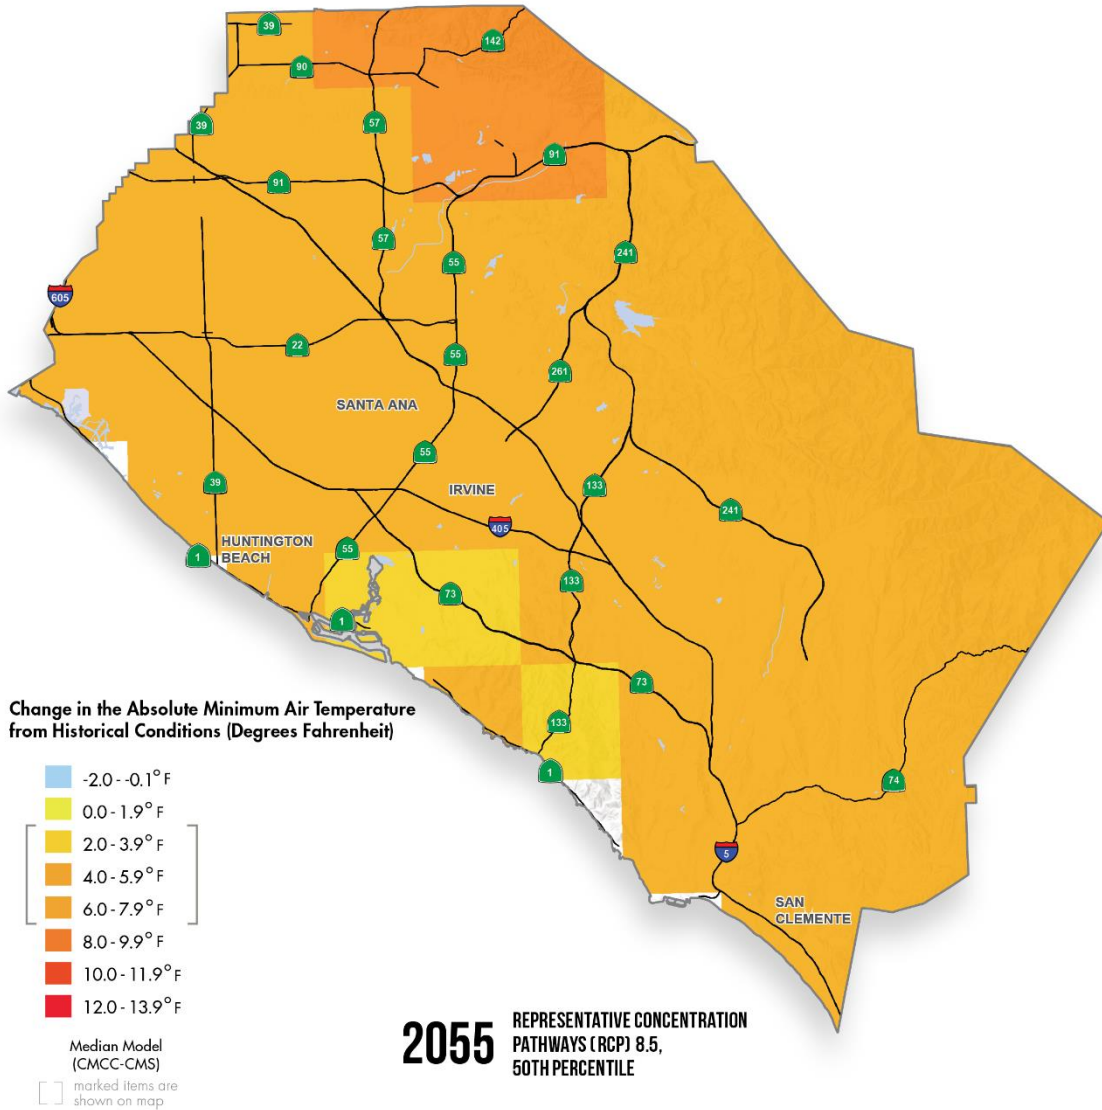 39
142
90
39
57
91
91
57
241
55
605
22
55
261
SANTA ANA
55
39
IRVINE
133
241
405
HUNTINGTON
BEACH
1
55
133
73
1
73
133
1
74
5
SAN
CLEMENTE
Change in the Absolute Minimum Air Temperature
from Historical Conditions (Degrees Fahrenheit)
-2.0 - -0.1° F
0.0 - 1.9° F
2.0 - 3.9° F
4.0 - 5.9° F
6.0 - 7.9° F
8.0 - 9.9° F
10.0 - 11.9° F
12.0 - 13.9° F
Median Model
(CMCC-CMS)
marked items are
shown on map
2055
REPRESENTATIVE CONCENTRATION
PATHWAYS (RCP) 8.5,
50TH PERCENTILE